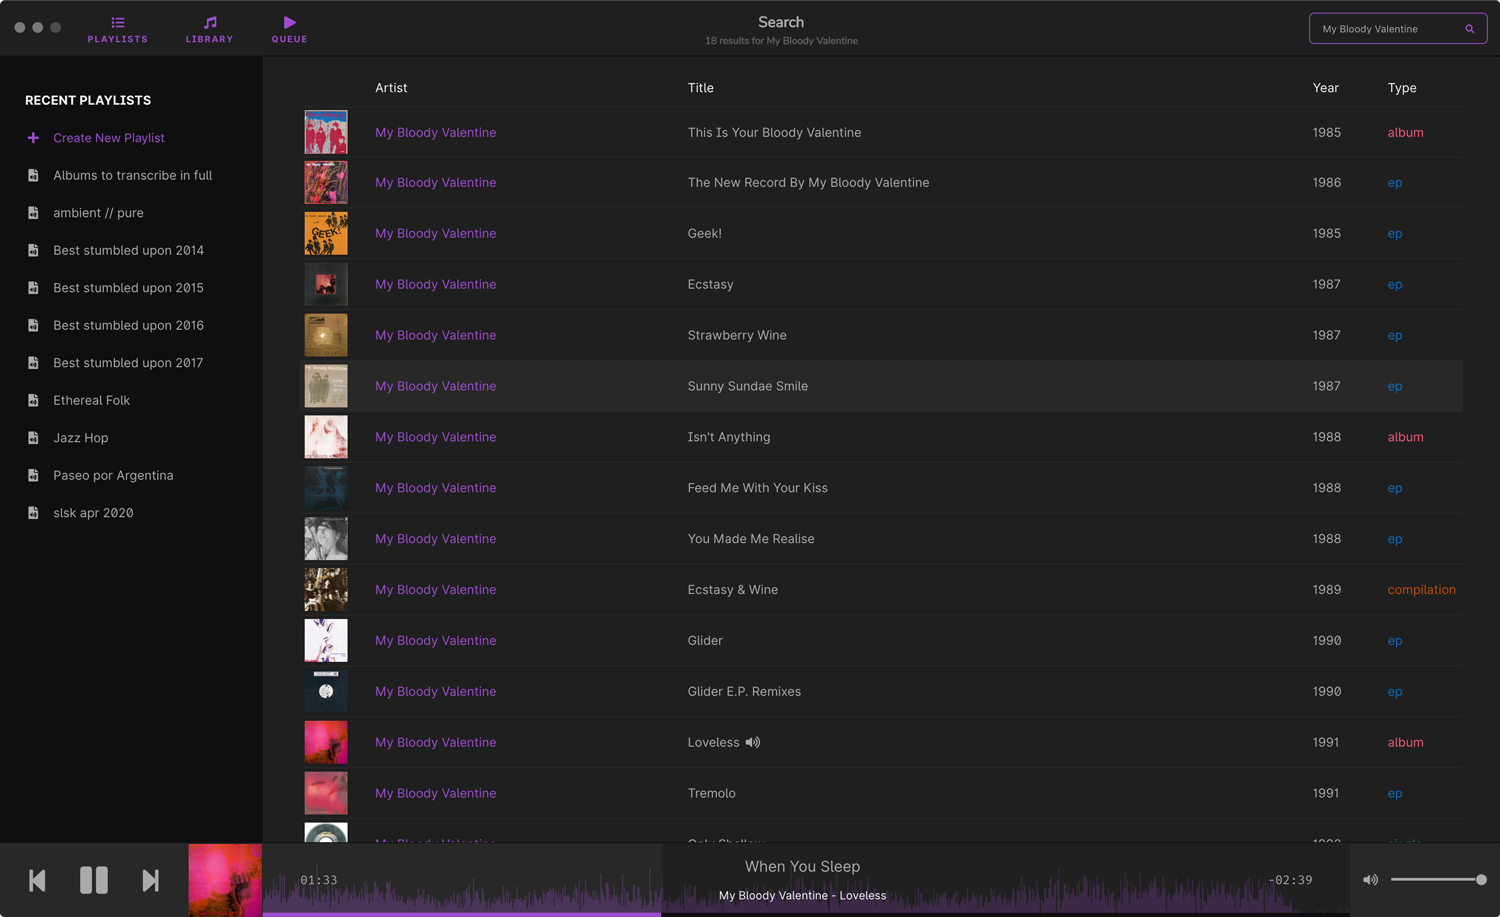 PLAYLISTS
LIBRARY
QUEUE
Search
18 results for My Bloody Valentine
My Bloody Valentine
RECENT PLAYLISTS
Create New Playlist
Albums to transcribe in full
ambient // pure
Best stumbled upon 2014
Best stumbled upon 2015
Best stumbled upon 2016
Best stumbled upon 2017
Ethereal Folk
Jazz Hop
Paseo por Argentina
slsk apr 2020
Artist Title Year Type
My Bloody Valentine This Is Your Bloody Valentine 1985 album
My Bloody Valentine The New Record By My Bloody Valentine 1986 ep
My Bloody Valentine Geek! 1985 ep
My Bloody Valentine Ecstasy 1987 ep
My Bloody Valentine Strawberry Wine 1987 ep
My Bloody Valentine Sunny Sundae Smile 1987 ep
My Bloody Valentine Isn't Anything 1988 album
My Bloody Valentine Feed Me With Your Kiss 1988 ep
My Bloody Valentine You Made Me Realise 1988 ep
My Bloody Valentine Ecstasy & Wine 1989 compilation
My Bloody Valentine Glider 1990 ep
My Bloody Valentine Glider E.P. Remixes 1990 ep
My Bloody Valentine Loveless 1991 album
My Bloody Valentine Tremolo 1991 ep
01:33
When You Sleep
My Bloody Valentine - Loveless
-02:39